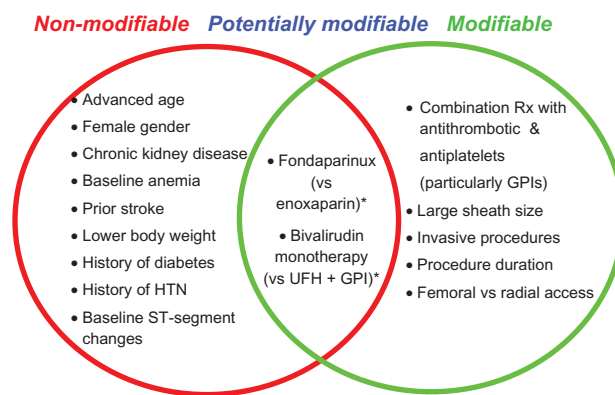 Non-modifiable Potentially modifiable Modifiable
• Advanced age
• Female gender
• Chronic kidney disease
• Baseline anemia
• Prior stroke
• Lower body weight
• History of diabetes
• History of HTN
• Baseline ST-segment
changes
• Fondaparinux
(vs
enoxaparin)*
• Bivalirudin
monotherapy
(vs UFH + GPI)*
• Combination Rx with
antithrombotic &
antiplatelets
(particularly GPIs)
• Large sheath size
• Invasive procedures
• Procedure duration
• Femoral vs radial access